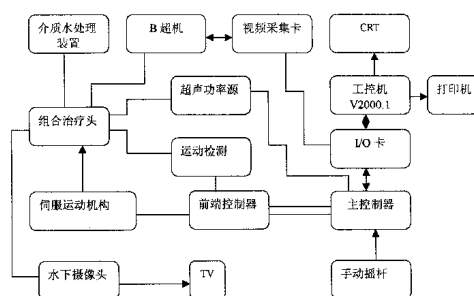 介质水处理
装置
B 超机
视频采集卡
CRT
超声功率源
工控机
V2000.1
打印机
组合治疗头
运动检测
I/O 卡
伺服运动机构
前端控制器
主控制器
水下摄像头
TV
手动摇杆